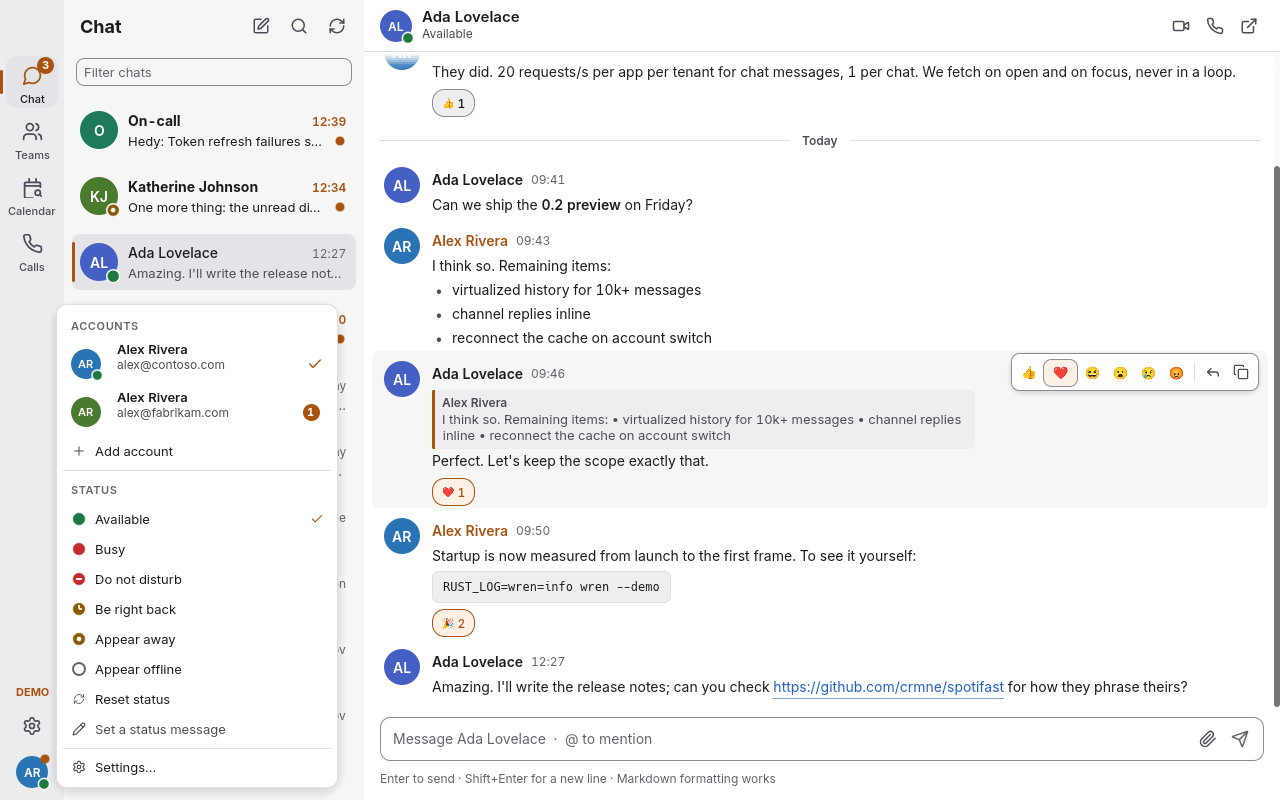 3
Chat
Teams
Calendar
Calls
DEMO
AR
Chat
Filter chats
O
On-call
12:39
Hedy: Token refresh failures s...
KJ
Katherine Johnson
12:34
One more thing: the unread di...
AL
Ada Lovelace
12:27
Amazing. I'll write the release not...
ACCOUNTS
AR
Alex Rivera
alex@contoso.com
AR
Alex Rivera
alex@fabrikam.com
1
Add account
STATUS
Available
Busy
Do not disturb
Be right back
Appear away
Appear offline
Reset status
Set a status message
Settings...
AL
Ada Lovelace
Available
They did. 20 requests/s per app per tenant for chat messages, 1 per chat. We fetch on open and on focus, never in a loop.
👍 1
Today
AL
Ada Lovelace 09:41
Can we ship the 0.2 preview on Friday?
AR
Alex Rivera 09:43
I think so. Remaining items:
• virtualized history for 10k+ messages
• channel replies inline
• reconnect the cache on account switch
AL
Ada Lovelace 09:46
Alex Rivera
I think so. Remaining items: • virtualized history for 10k+ messages • channel replies
inline • reconnect the cache on account switch
Perfect. Let's keep the scope exactly that.
❤️ 1
AR
Alex Rivera 09:50
Startup is now measured from launch to the first frame. To see it yourself:
RUST_LOG=wren=info wren --demo
🎉 2
AL
Ada Lovelace 12:27
Amazing. I'll write the release notes; can you check https://github.com/crmne/spotifast for how they phrase theirs?
Message Ada Lovelace · @ to mention
Enter to send · Shift+Enter for a new line · Markdown formatting works